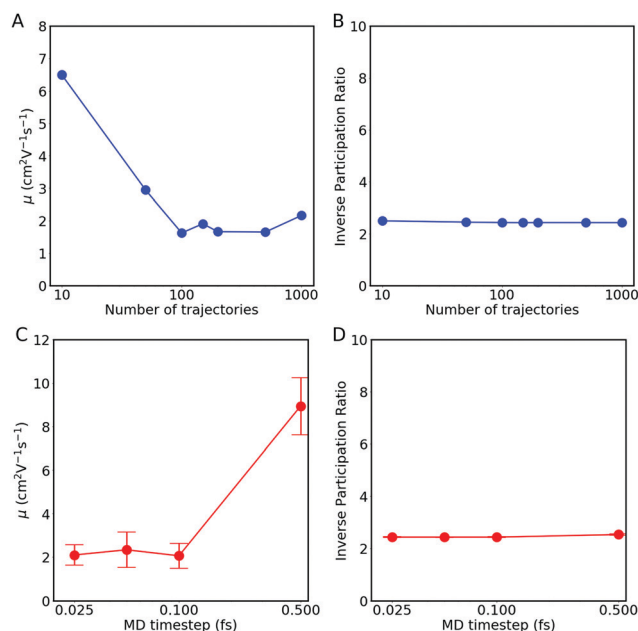 A
8
7
6
5
4
3
2
1
0
μ (cm²V⁻¹s⁻¹)
10 100 1000
Number of trajectories
B
10
8
6
4
2
0
Inverse Participation Ratio
10 100 1000
Number of trajectories
C
12
10
8
6
4
2
0
μ (cm²V⁻¹s⁻¹)
0.025 0.100 0.500
MD timestep (fs)
D
10
8
6
4
2
0
Inverse Participation Ratio
0.025 0.100 0.500
MD timestep (fs)